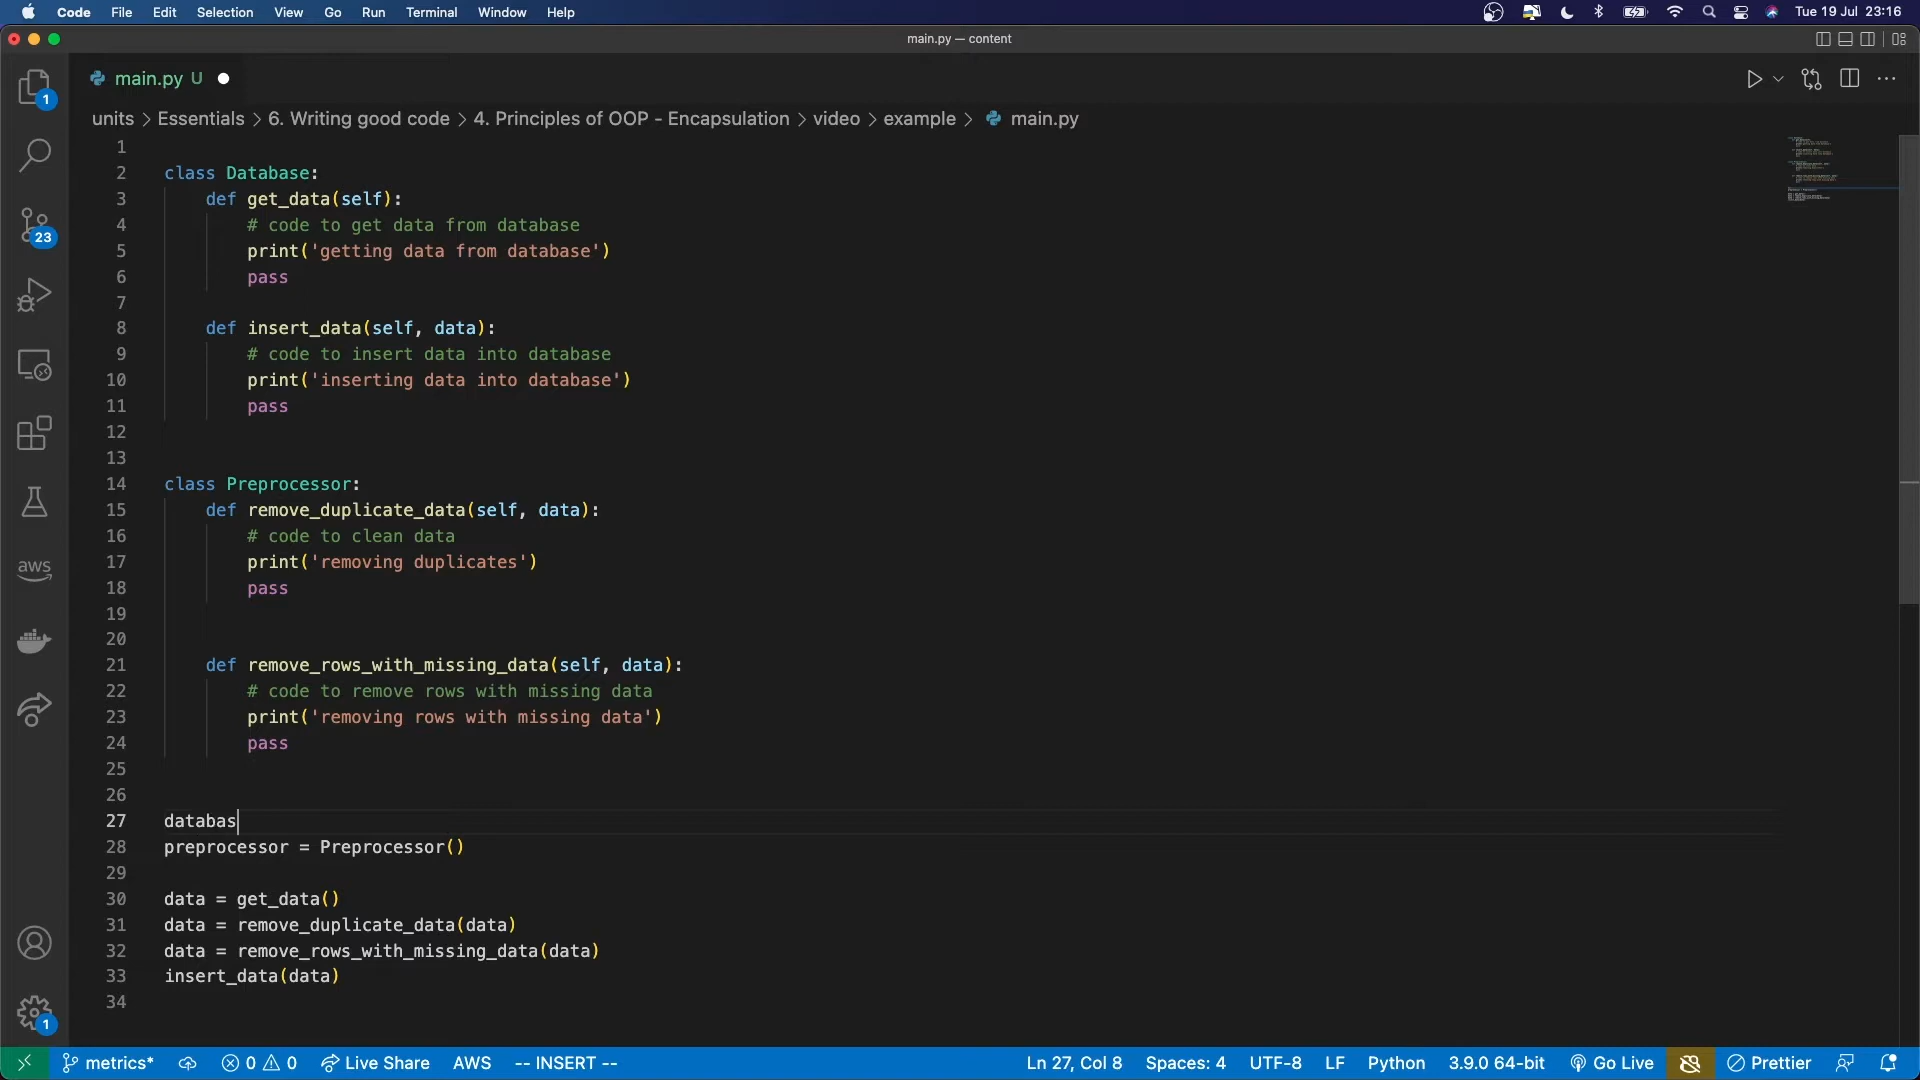 Code File Edit Selection View Go Run Terminal Window Help Tue 19 Jul 23:16
main.py — content
main.py U
units > Essentials > 6. Writing good code > 4. Principles of OOP - Encapsulation > video > example > main.py
1
2 class Database:
3 def get_data(self):
4 # code to get data from database
5 print('getting data from database')
6 pass
7
8 def insert_data(self, data):
9 # code to insert data into database
10 print('inserting data into database')
11 pass
12
13
14 class Preprocessor:
15 def remove_duplicate_data(self, data):
16 # code to clean data
17 print('removing duplicates')
18 pass
19
20
21 def remove_rows_with_missing_data(self, data):
22 # code to remove rows with missing data
23 print('removing rows with missing data')
24 pass
25
26
27 databas
28 preprocessor = Preprocessor()
29
30 data = get_data()
31 data = remove_duplicate_data(data)
32 data = remove_rows_with_missing_data(data)
33 insert_data(data)
34
1
23
aws
1
metrics* 0 0 Live Share AWS -- INSERT -- Ln 27, Col 8 Spaces: 4 UTF-8 LF Python 3.9.0 64-bit Go Live Prettier